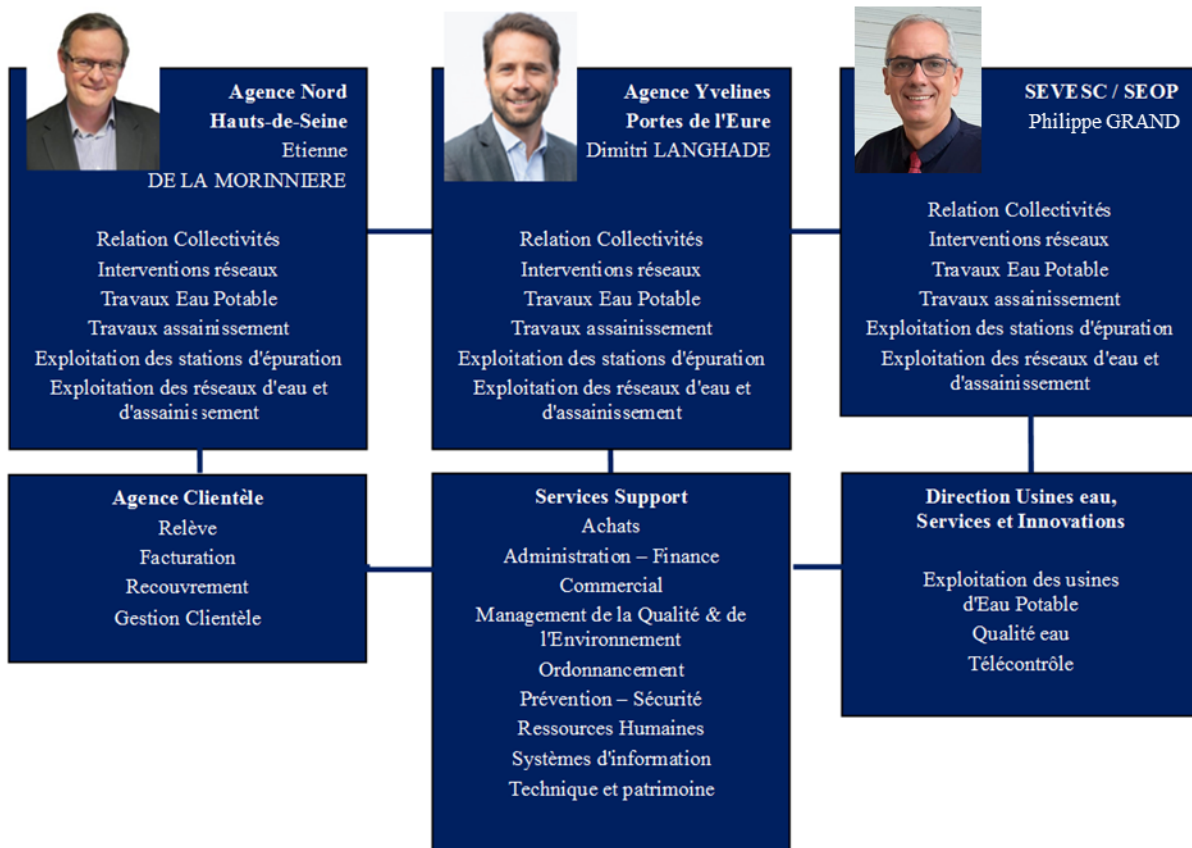 Agence Nord
Hauts-de-Seine
Etienne
DE LA MORINNIERE
Relation Collectivités
Interventions réseaux
Travaux Eau Potable
Travaux assainissement
Exploitation des stations d'épuration
Exploitation des réseaux d'eau et
d'assainissement
Agence Yvelines
Portes de l'Eure
Dimitri LANGHADE
Relation Collectivités
Interventions réseaux
Travaux Eau Potable
Travaux assainissement
Exploitation des stations d'épuration
Exploitation des réseaux d'eau et
d'assainissement
SEVESC / SEOP
Philippe GRAND
Relation Collectivités
Interventions réseaux
Travaux Eau Potable
Travaux assainissement
Exploitation des stations d'épuration
Exploitation des réseaux d'eau et
d'assainissement
Agence Clientèle
Relève
Facturation
Recouvrement
Gestion Clientèle
Services Support
Achats
Administration – Finance
Commercial
Management de la Qualité & de
l'Environnement
Ordonnancement
Prévention – Sécurité
Ressources Humaines
Systèmes d'information
Technique et patrimoine
Direction Usines eau,
Services et Innovations
Exploitation des usines
d'Eau Potable
Qualité eau
Télécontrôle